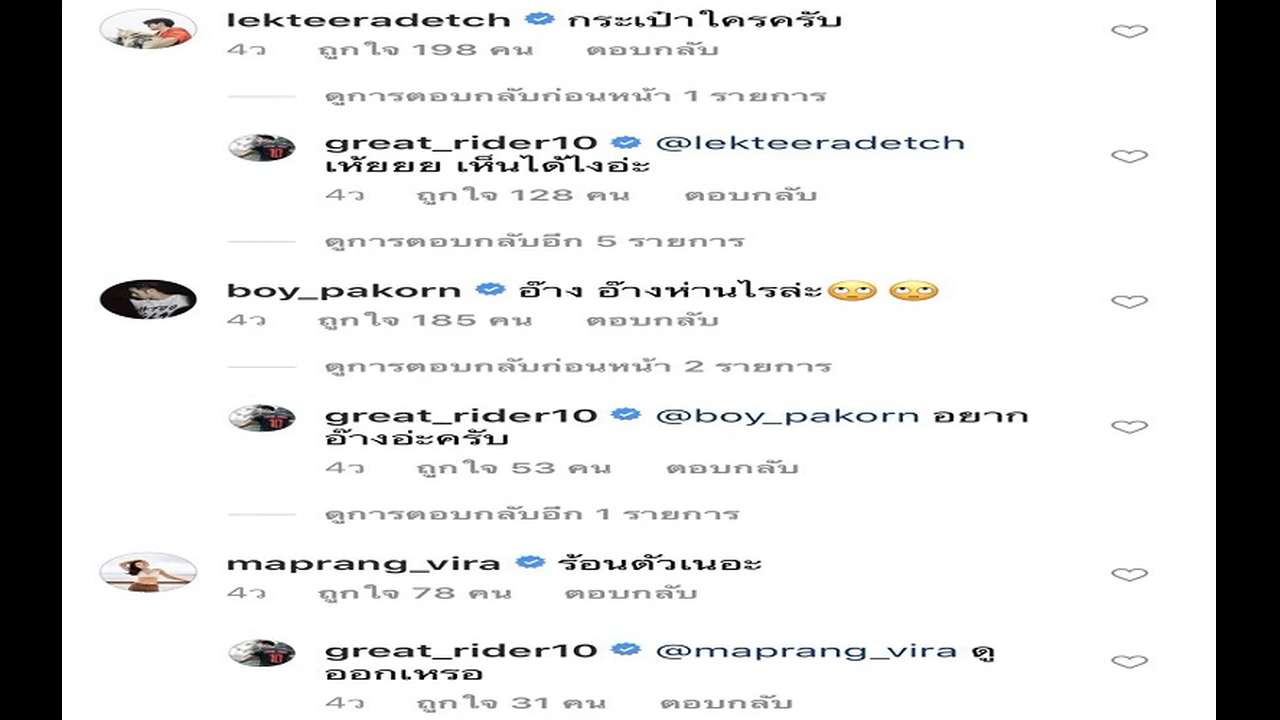 lekteeradetch กระเป๋าใครครับ
4ว ถูกใจ 198 คน ตอบกลับ
ดูการตอบกลับก่อนหน้า 1 รายการ
great_rider10 @lekteeradetch
เห้ยยย เห็นได้ไงอ่ะ
4ว ถูกใจ 128 คน ตอบกลับ
ดูการตอบกลับอีก 5 รายการ
boy_pakorn อ๊าง อ๊างห่านไรล่ะ🙄 🙄
4ว ถูกใจ 185 คน ตอบกลับ
ดูการตอบกลับก่อนหน้า 2 รายการ
great_rider10 @boy_pakorn อยาก
อ๊างอ่ะครับ
4ว ถูกใจ 53 คน ตอบกลับ
ดูการตอบกลับอีก 1 รายการ
maprang_vira ร้อนตัวเนอะ
4ว ถูกใจ 78 คน ตอบกลับ
great_rider10 @maprang_vira ดู
ออกเหรอ
4ว ถูกใจ 31 คน ตอบกลับ